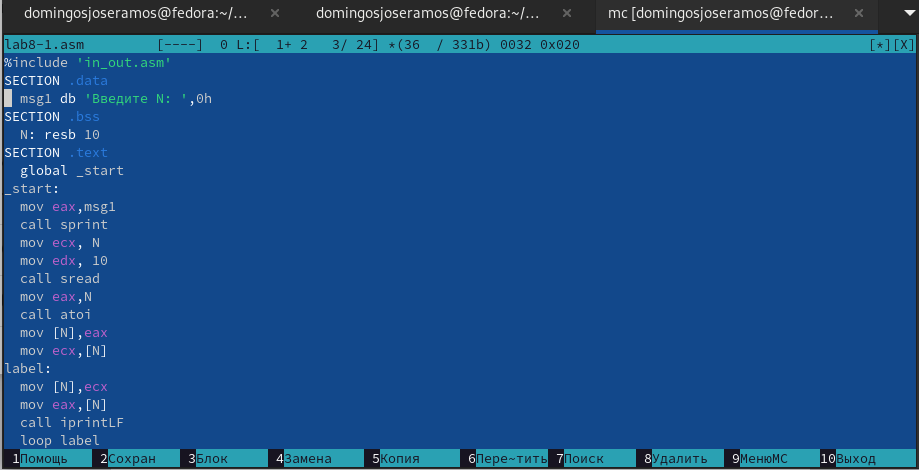 domingosjoseramos@fedora:~/... × domingosjoseramos@fedora:~/... × mc [domingosjoseramos@fedor... ×
lab8-1.asm [----] 0 L:[ 1+ 2 3/ 24] *(36 / 331b) 0032 0x020 [*][X]
%include 'in_out.asm'
SECTION .data
msg1 db 'Введите N: ',0h
SECTION .bss
N: resb 10
SECTION .text
global _start
_start:
mov eax,msg1
call sprint
mov ecx, N
mov edx, 10
call sread
mov eax,N
call atoi
mov [N],eax
mov ecx,[N]
label:
mov [N],ecx
mov eax,[N]
call iprintLF
loop label
1Помощь 2Сохран 3Блок 4Замена 5Копия 6Пере~тить 7Поиск 8Удалить 9МенюMC 10Выход